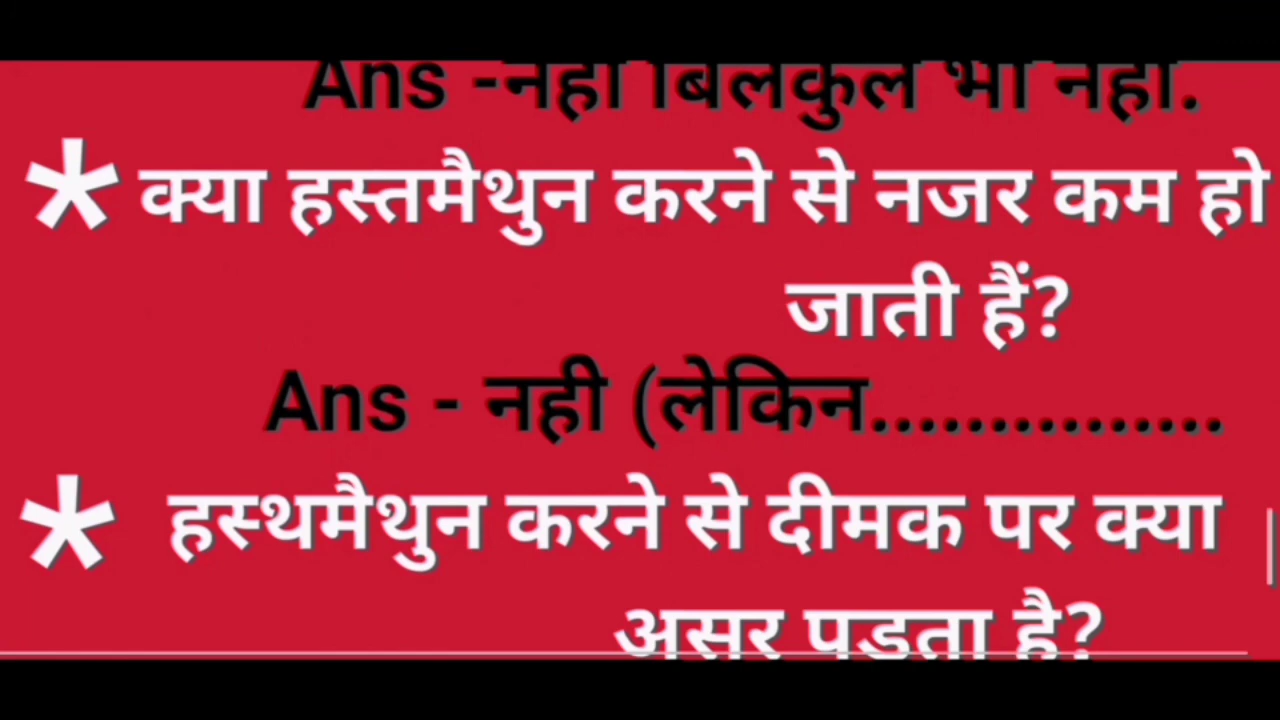 Ans -नही बिलकुल भी नही.
* क्या हस्तमैथुन करने से नजर कम हो
जाती हैं?
Ans - नही (लेकिन...............
* हस्थमैथुन करने से दीमक पर क्या
असर पडता है?